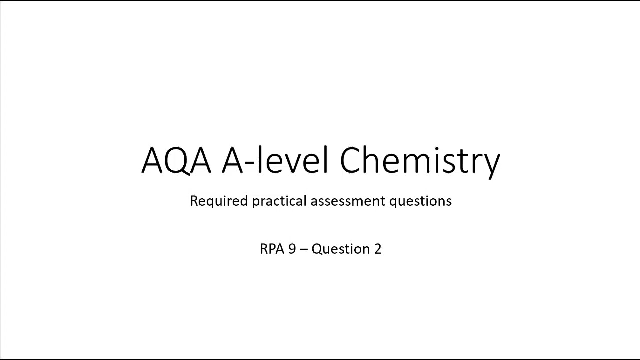 AQA A-level Chemistry
Required practical assessment questions
RPA 9 – Question 2